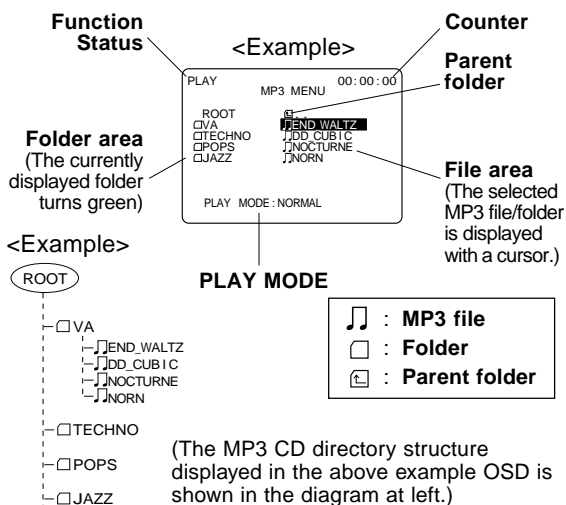 Function
Status
<Example>
Counter
Parent
folder
PLAY
00:00:00
MP3 MENU
ROOT
..
VA
END_WALTZ
TECHNO
DD_CUBIC
POPS
NOCTURNE
JAZZ
NORN
PLAY MODE:NORMAL
Folder area
(The currently
displayed folder
turns green)
File area
(The selected
MP3 file/folder
is displayed
with a cursor.)
PLAY MODE
<Example>
ROOT
VA
END_WALTZ
DD_CUBIC
NOCTURNE
NORN
TECHNO
POPS
JAZZ
: MP3 file
: Folder
: Parent folder
(The MP3 CD directory structure
displayed in the above example OSD is
shown in the diagram at left.)